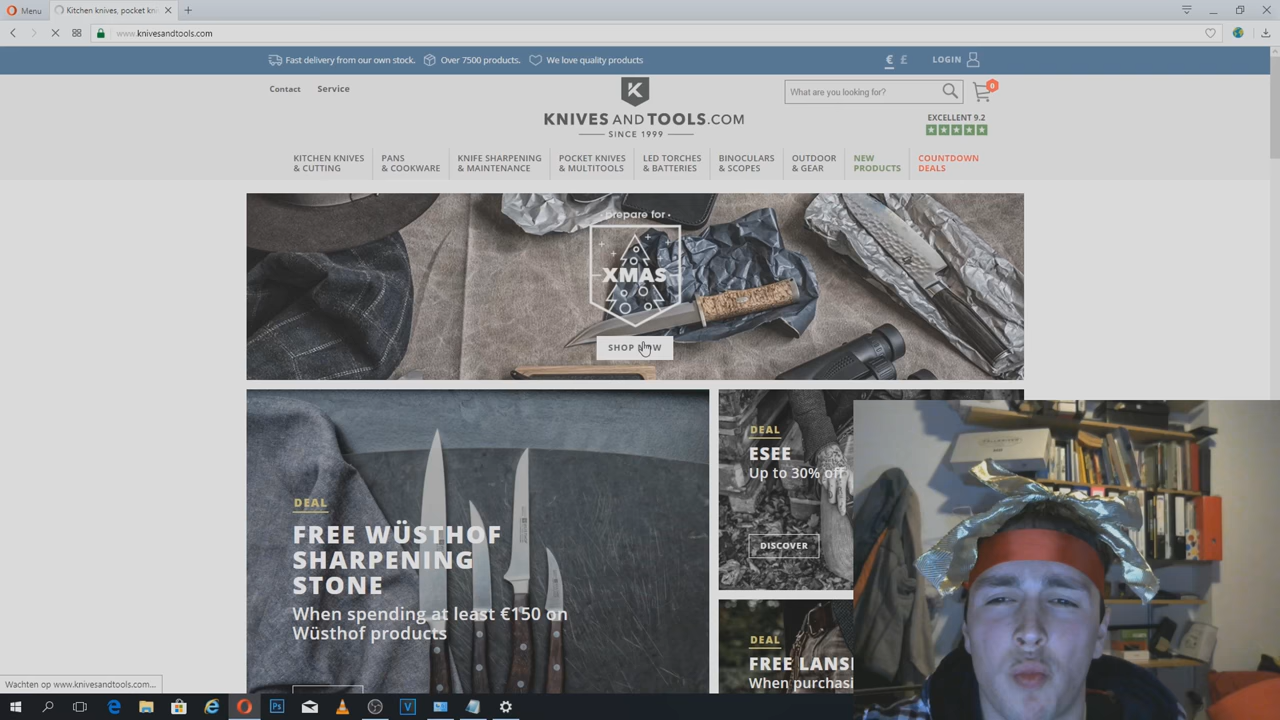 Menu
Kitchen knives, pocket kni
www.knivesandtools.com
Fast delivery from our own stock.
Over 7500 products.
We love quality products
€ £
LOGIN
Contact
Service
K
KNIVES AND TOOLS.COM
SINCE 1999
What are you looking for?
0
EXCELLENT 9.2
KITCHEN KNIVES
& CUTTING
PANS
& COOKWARE
KNIFE SHARPENING
& MAINTENANCE
POCKET KNIVES
& MULTITOOLS
LED TORCHES
& BATTERIES
BINOCULARS
& SCOPES
OUTDOOR
& GEAR
NEW
PRODUCTS
COUNTDOWN
DEALS
• prepare for •
XMAS
SHOP NOW
DEAL
FREE WÜSTHOF
SHARPENING
STONE
When spending at least €150 on
Wüsthof products
DEAL
ESEE
Up to 30% off
DISCOVER
DEAL
FREE LANS
When purchasi
Wachten op www.knivesandtools.com...
Ps
V